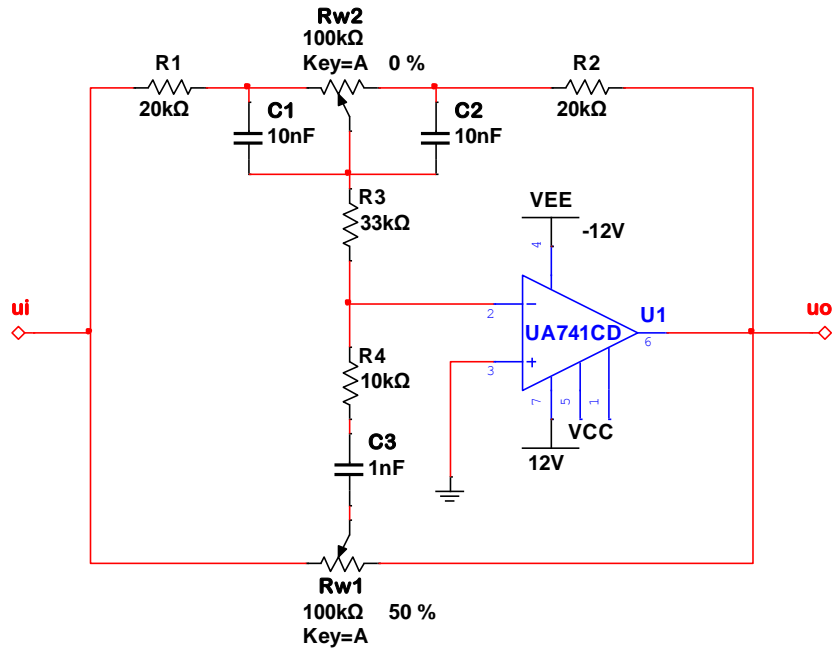 Rw2
100kΩ
Key=A 0 %
R1
20kΩ
C1
10nF
C2
10nF
R2
20kΩ
R3
33kΩ
VEE
-12V
4
ui
2
3
UA741CD
U1
6
uo
7
5
1
VCC
12V
R4
10kΩ
C3
1nF
Rw1
100kΩ 50 %
Key=A